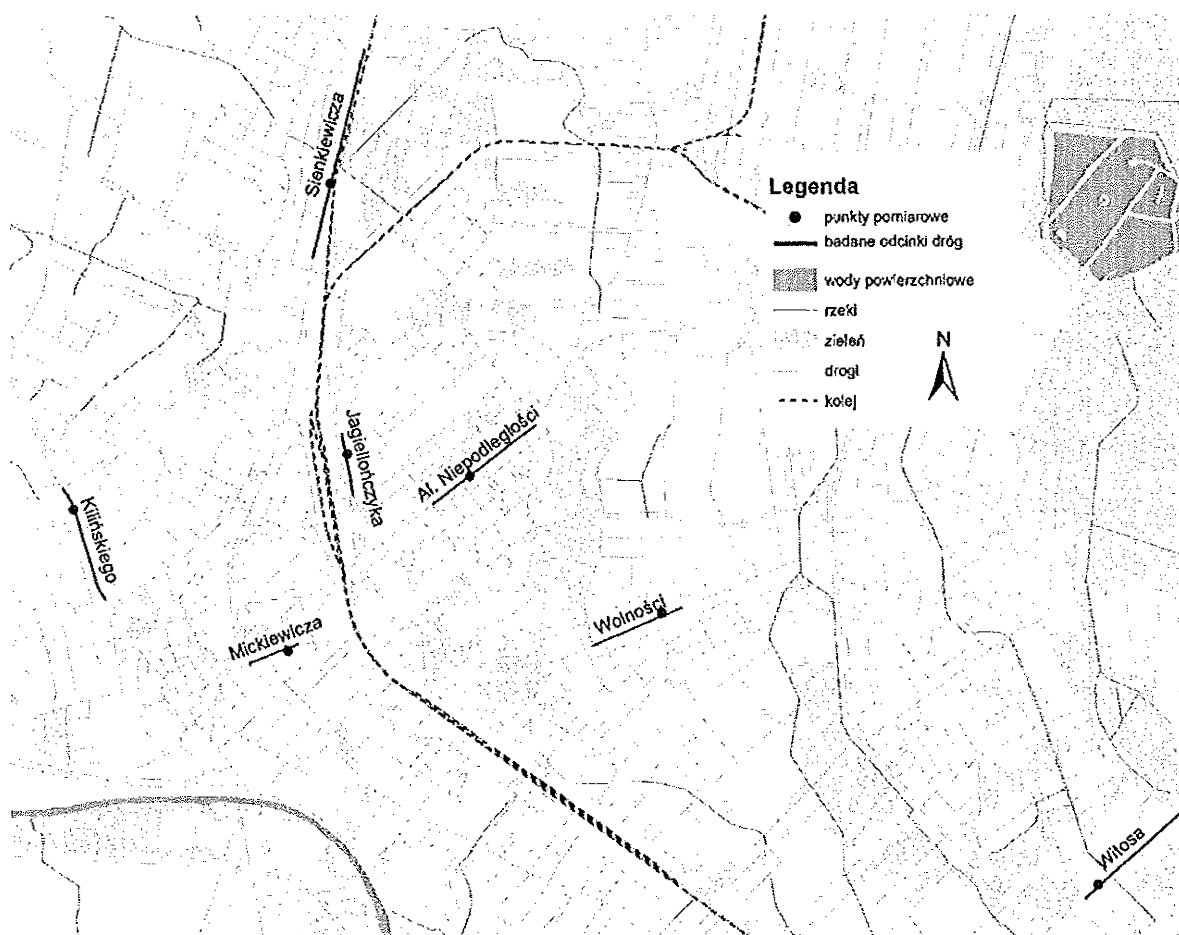 Sienkiewicza
Legenda
punkty pomiarowe
badane odcinki dróg
wody powierzchniowe
rzeki
zieleń
drogi
kolej
N
Jagiellończyka
Al. Niepodległości
Kilińskiego
Wolności
Mickiewicza
Witosa